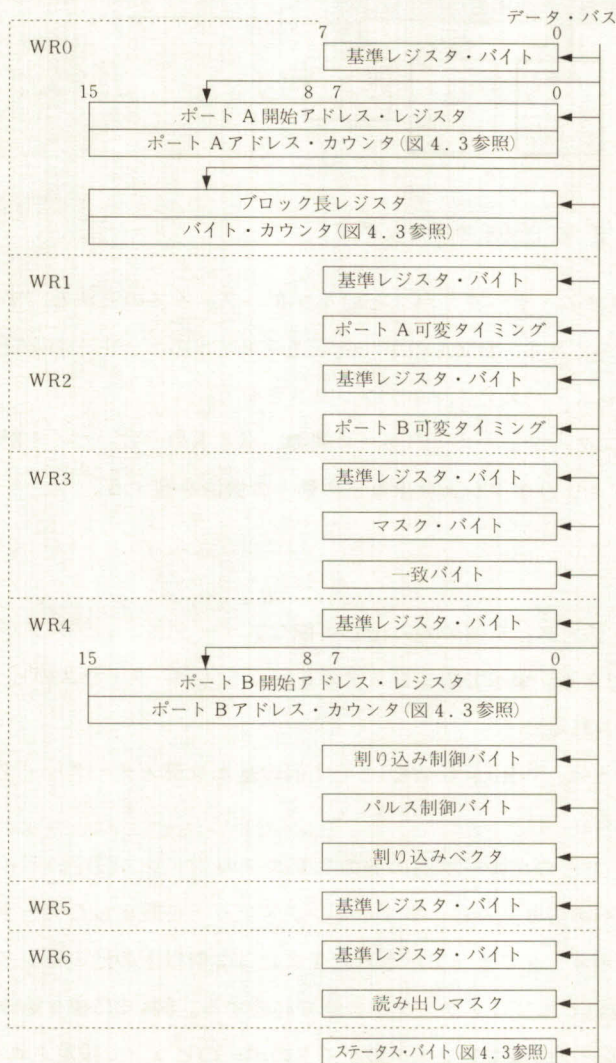 データ・バス
7 0
WR0
基準レジスタ・バイト
15 8 7 0
ポート A 開始アドレス・レジスタ
ポート A アドレス・カウンタ(図 4.3参照)
ブロック長レジスタ
バイト・カウンタ(図 4.3参照)
WR1
基準レジスタ・バイト
ポート A 可変タイミング
WR2
基準レジスタ・バイト
ポート B 可変タイミング
WR3
基準レジスタ・バイト
マスク・バイト
一致バイト
WR4
基準レジスタ・バイト
15 8 7 0
ポート B 開始アドレス・レジスタ
ポート B アドレス・カウンタ(図 4.3参照)
割り込み制御バイト
パルス制御バイト
割り込みベクタ
WR5
基準レジスタ・バイト
WR6
基準レジスタ・バイト
読み出しマスク
ステータス・バイト(図 4.3参照)